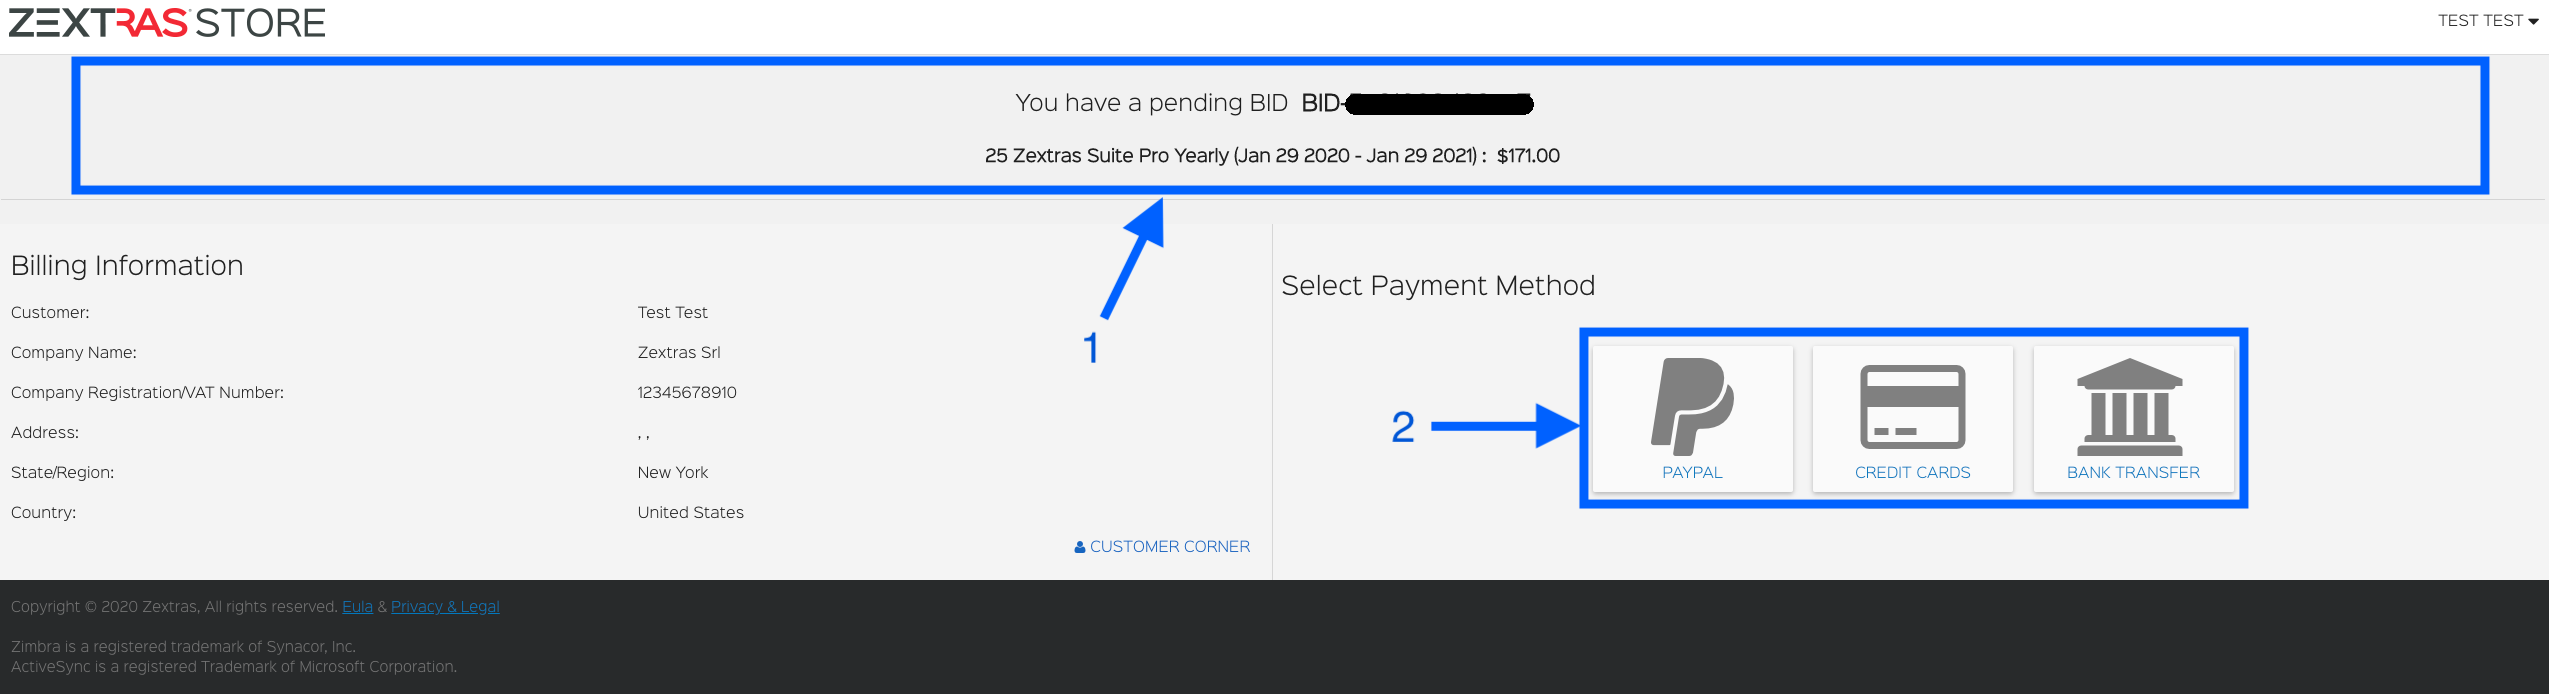 ZEXTRAS STORE
TEST TEST
You have a pending BID BID-
25 Zextras Suite Pro Yearly (Jan 29 2020 - Jan 29 2021) : $171.00
1
Billing Information
Customer: Test Test
Company Name: Zextras Srl
Company Registration/VAT Number: 12345678910
Address: , ,
State/Region: New York
Country: United States
CUSTOMER CORNER
Select Payment Method
2
PAYPAL CREDIT CARDS BANK TRANSFER
Copyright © 2020 Zextras, All rights reserved. Eula & Privacy & Legal
Zimbra is a registered trademark of Synacor, Inc.
ActiveSync is a registered Trademark of Microsoft Corporation.